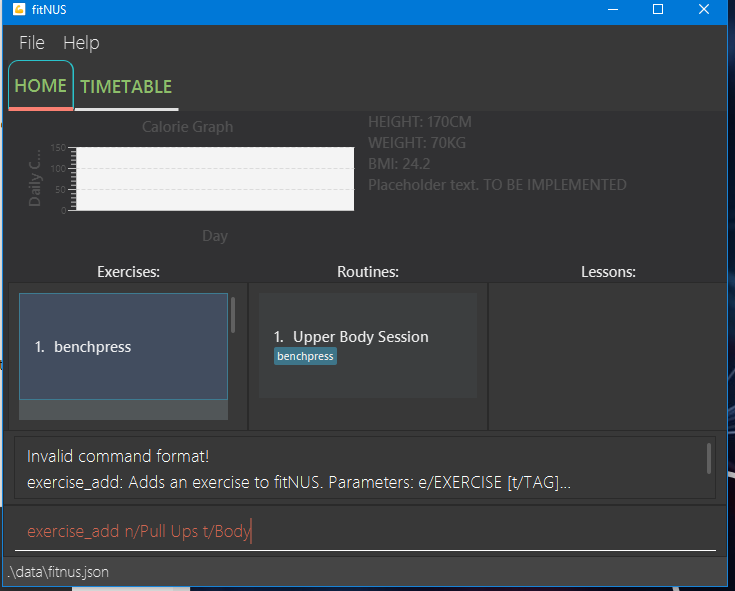 fitNUS
File Help
HOME TIMETABLE
Calorie Graph
HEIGHT: 170CM
WEIGHT: 70KG
BMI: 24.2
Placeholder text. TO BE IMPLEMENTED
Daily C...
150
100
50
0
Day
Exercises: Routines: Lessons:
1. benchpress
1. Upper Body Session
benchpress
Invalid command format!
exercise_add: Adds an exercise to fitNUS. Parameters: e/EXERCISE [t/TAG]...
exercise_add n/Pull Ups t/Body
.\data\fitnus.json